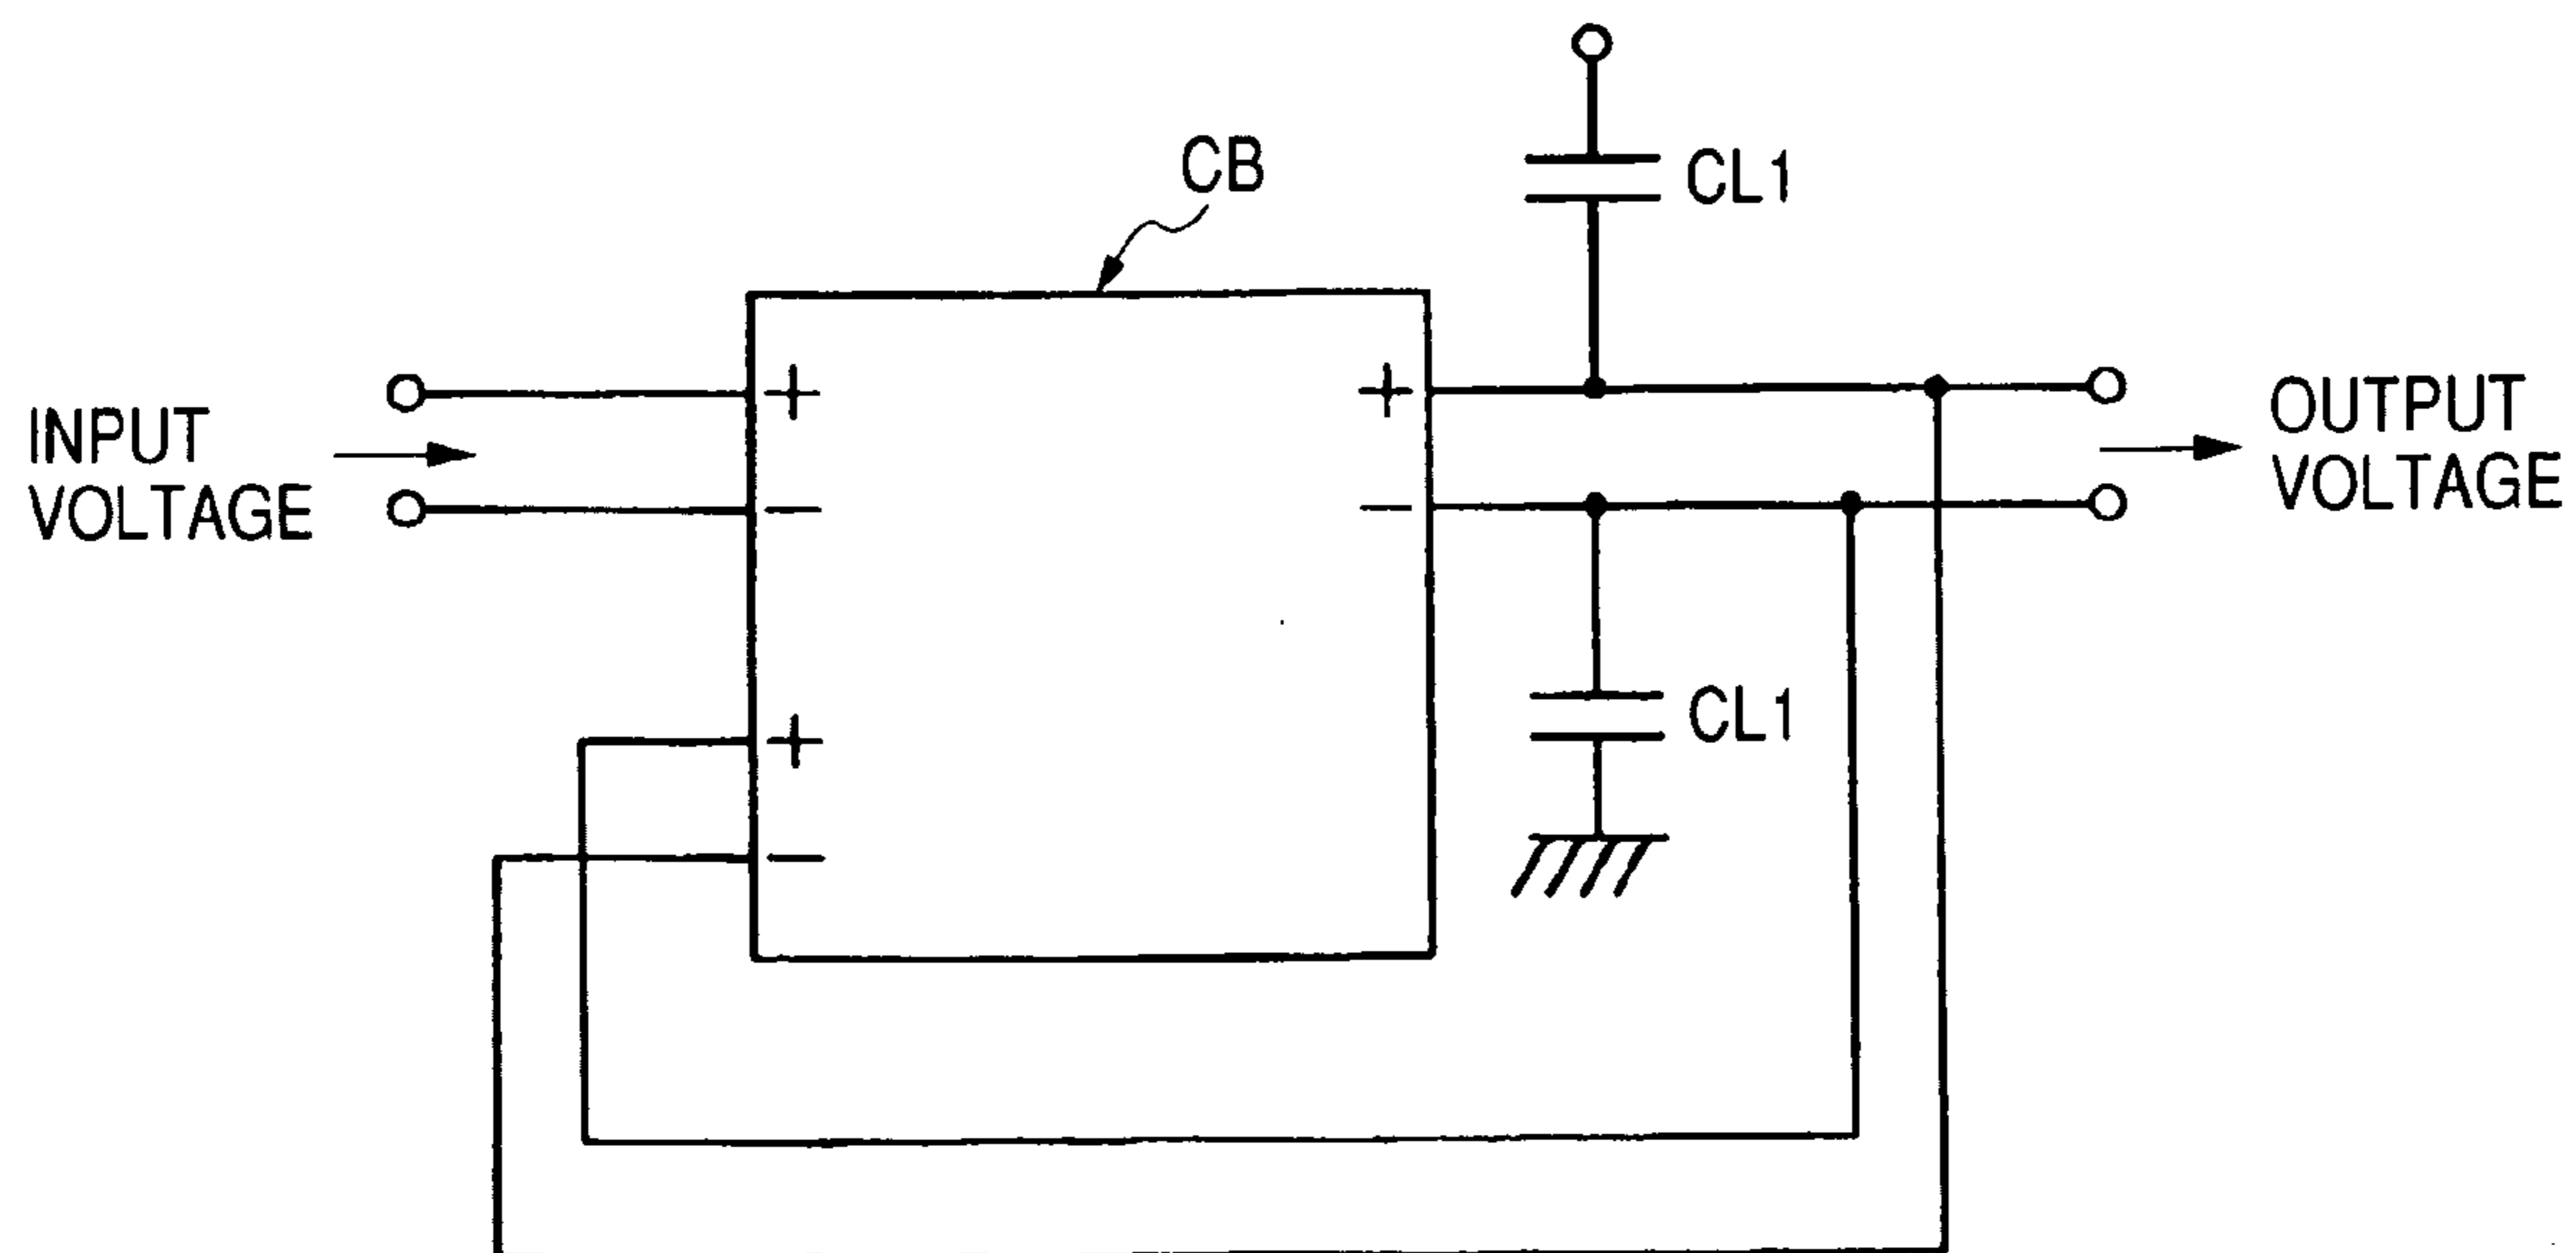 CB
CL1
INPUT
VOLTAGE
+
−
+
−
OUTPUT
VOLTAGE
CL1
+
−